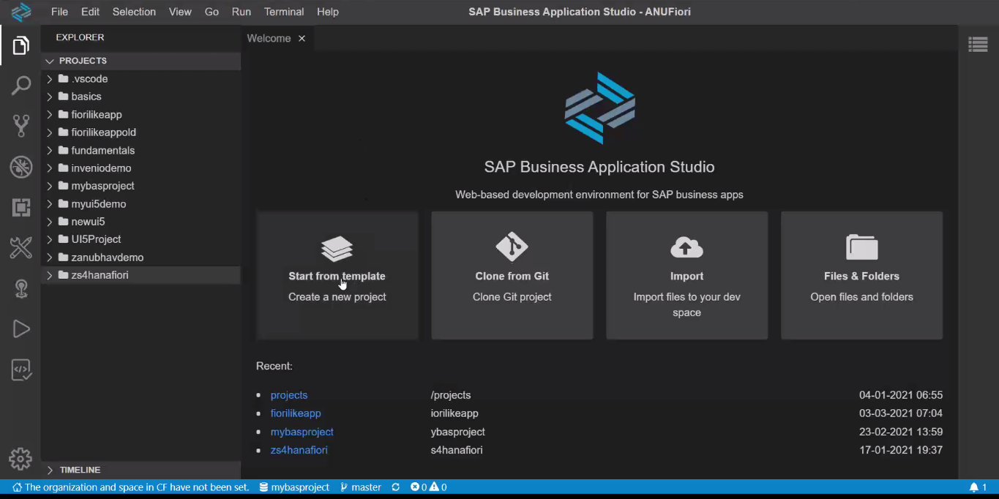 File Edit Selection View Go Run Terminal Help
SAP Business Application Studio - ANUFiori
EXPLORER
PROJECTS
.vscode
basics
fiorilikeapp
fiorilikeappold
fundamentals
inveniodemo
mybasproject
myui5demo
newui5
UI5Project
zanubhavdemo
zs4hanafiori
TIMELINE
Welcome
SAP Business Application Studio
Web-based development environment for SAP business apps
Start from template
Create a new project
Clone from Git
Clone Git project
Import
Import files to your dev
space
Files & Folders
Open files and folders
Recent:
projects /projects 04-01-2021 06:55
fiorilikeapp iorilikeapp 03-03-2021 07:04
mybasproject ybasproject 23-02-2021 13:59
zs4hanafiori s4hanafiori 17-01-2021 19:37
The organization and space in CF have not been set. mybasproject master 0 0 1